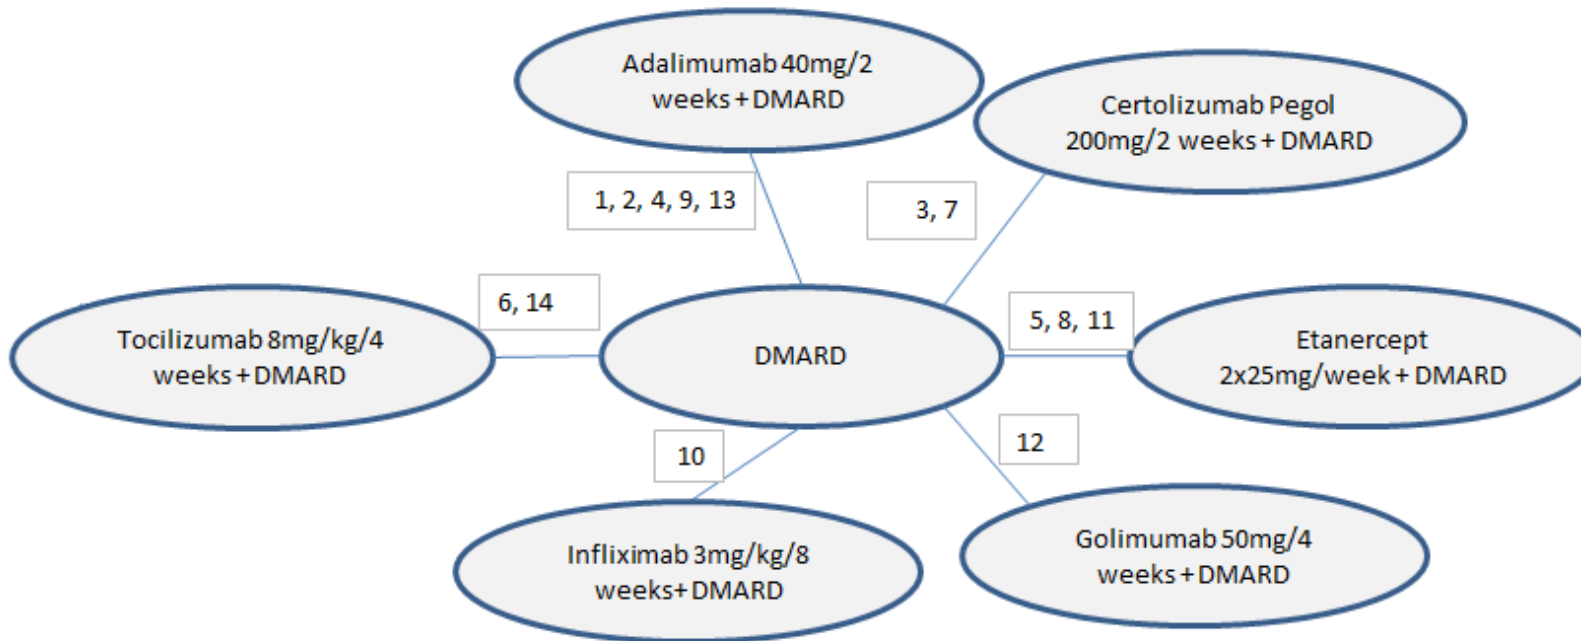 Adalimumab 40mg/2
weeks + DMARD
Certolizumab Pegol
200mg/2 weeks + DMARD
1, 2, 4, 9, 13
3, 7
6, 14
5, 8, 11
Tocilizumab 8mg/kg/4
weeks + DMARD
DMARD
Etanercept
2x25mg/week + DMARD
10
12
Infliximab 3mg/kg/8
weeks+ DMARD
Golimumab 50mg/4
weeks + DMARD